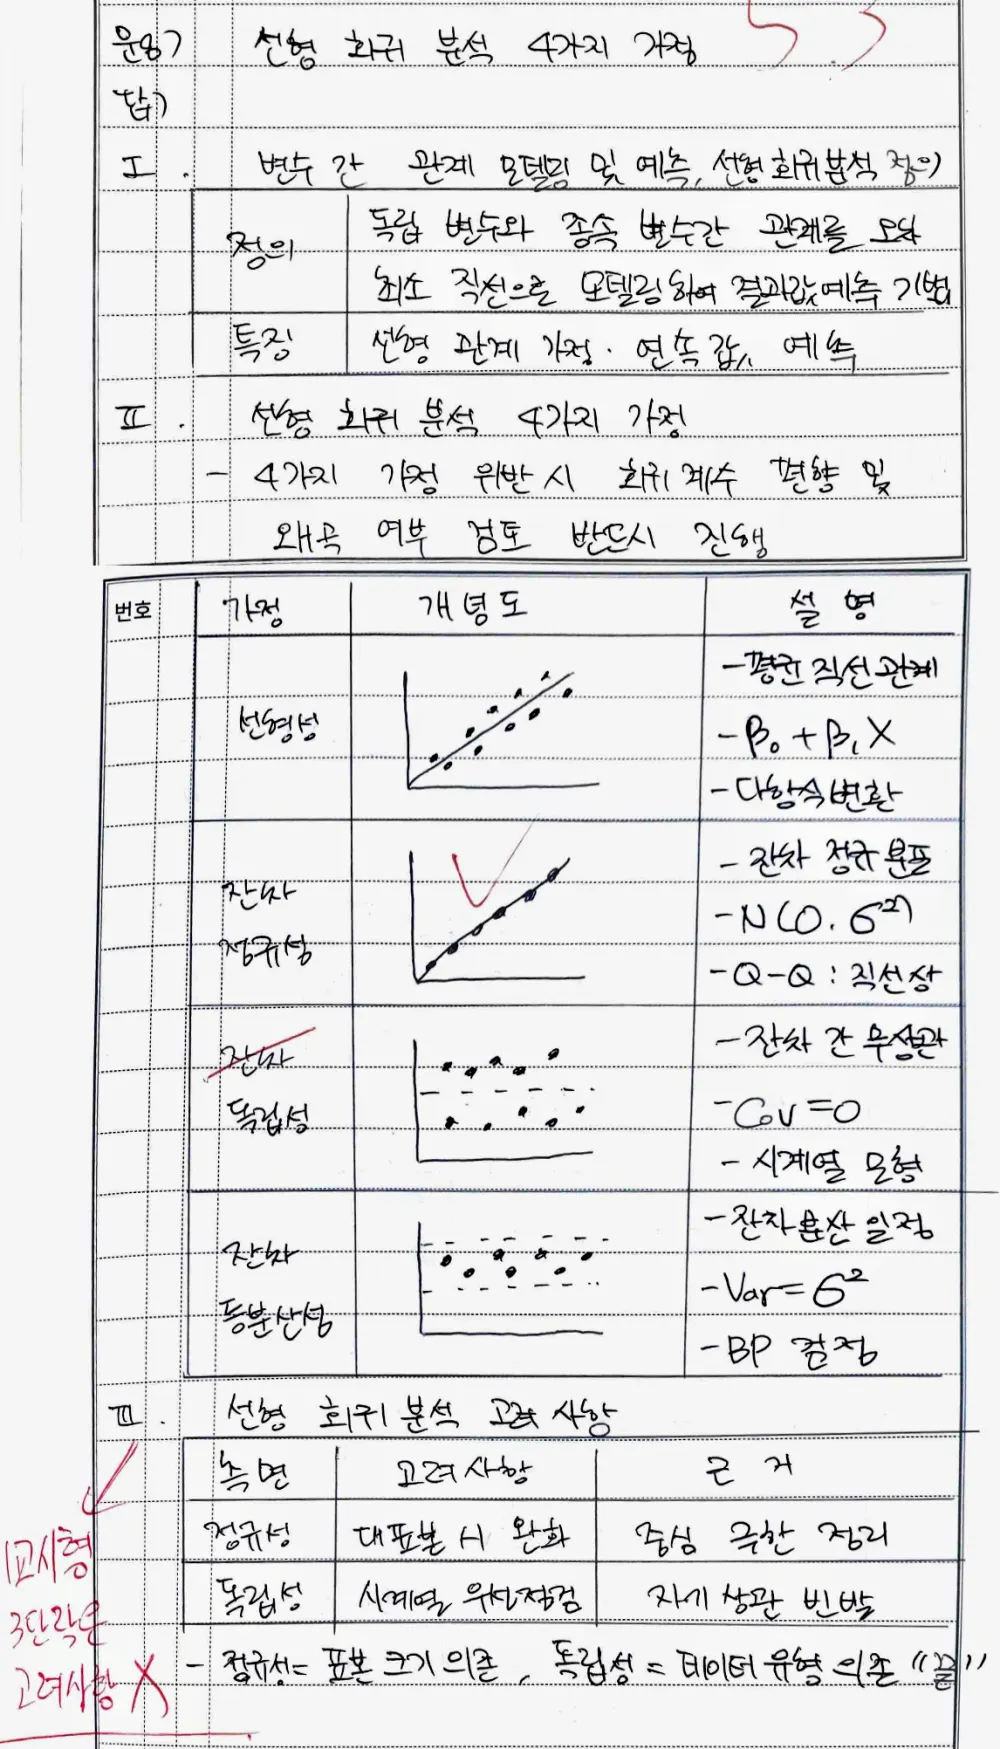 5.3
문8) 선형 회귀 분석 4가지 가정
답)
I. 변수 간 관계 모델링 및 예측, 선형회귀분석 정의
정의 독립 변수와 종속 변수간 관계를 오차
최소 직선으로 모델링하여 결과값예측 기법
특징 선형 관계 가정. 연속값, 예측
II. 선형 회귀 분석 4가지 가정
- 4가지 가정 위반 시 회귀계수 편향 및
왜곡 여부 검토 반드시 진행
번호 가정 개념도 설명
선형성
- 평균 직선관계
- β₀ + β₁X
- 다항식변환
잔차
정규성
- 잔차 정규분포
- N(0. σ²)
- Q-Q : 직선상
잔차
독립성
- 잔차 간 무상관
- Cov=0
- 시계열 모형
잔차
등분산성
- 잔차분산 일정
- Var=σ²
- BP 검정
III. 선형 회귀 분석 고려 사항
측면 고려사항 근거
정규성 대표본 시 완화 중심 극한 정리
독립성 시계열 우선점검 자기 상관 빈발
- 정규성= 표본 크기 의존, 독립성 = 데이터 유형 의존 "끝"
1교시형
3단락은
고려사항 X